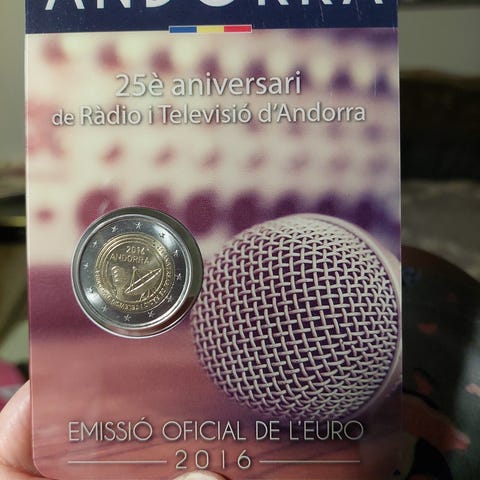 ANDORRA
25è aniversari
de Ràdio i Televisió d'Andorra
2016
ANDORRA
EMISSIÓ OFICIAL DE L'EURO
2016